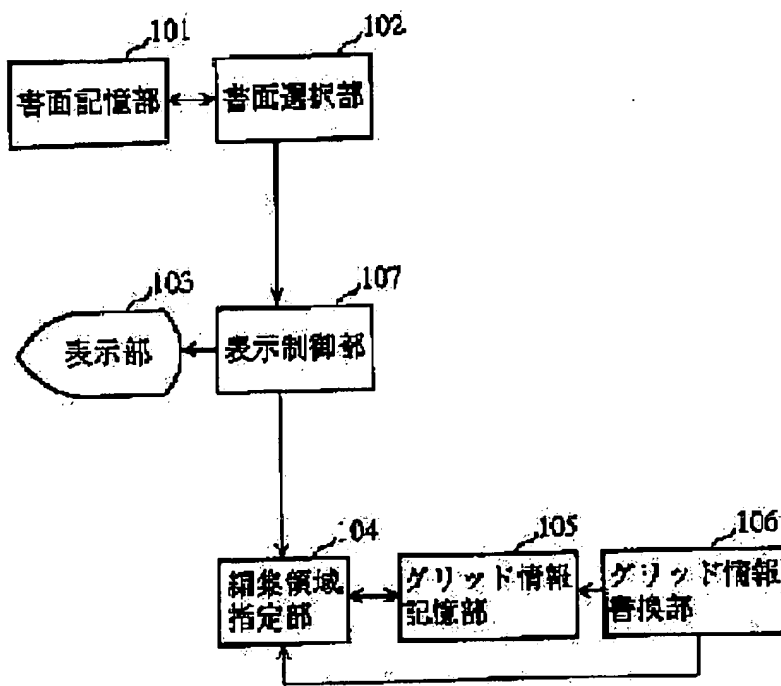 101
102
書面記憶部
書面選択部
103
107
表示部
表示制御部
104
105
106
編集領域
指定部
グリッド情報
記憶部
グリッド情報
書換部